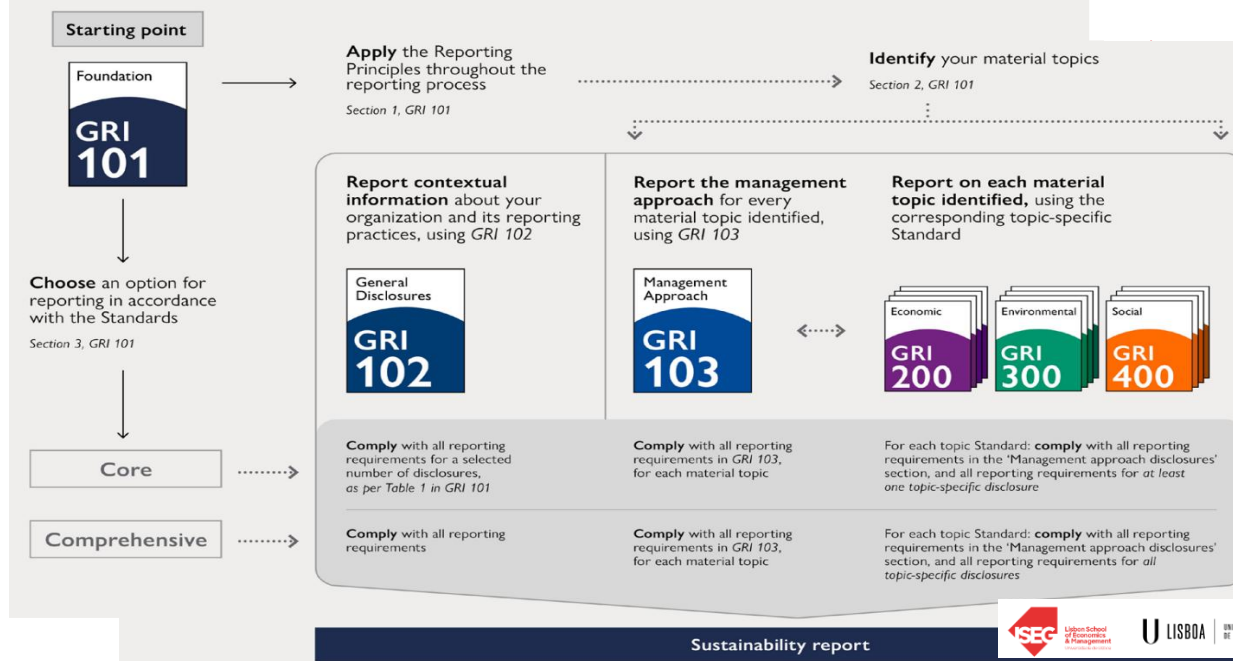 Starting point
Foundation
GRI
101
Apply the Reporting
Principles throughout the
reporting process
Section 1, GRI 101
Identify your material topics
Section 2, GRI 101
Choose an option for
reporting in accordance
with the Standards
Section 3, GRI 101
Report contextual
information about your
organization and its reporting
practices, using GRI 102
General
Disclosures
GRI
102
Report the management
approach for every
material topic identified,
using GRI 103
Management
Approach
GRI
103
Report on each material
topic identified, using the
corresponding topic-specific
Standard
Economic
GRI
200
Environmental
GRI
300
Social
GRI
400
Core
Comply with all reporting
requirements for a selected
number of disclosures,
as per Table 1 in GRI 101
Comply with all reporting
requirements in GRI 103,
for each material topic
For each topic Standard: comply with all reporting
requirements in the ‘Management approach disclosures’
section, and all reporting requirements for at least
one topic-specific disclosure
Comprehensive
Comply with all reporting
requirements
Comply with all reporting
requirements in GRI 103,
for each material topic
For each topic Standard: comply with all reporting
requirements in the ‘Management approach disclosures’
section, and all reporting requirements for all
topic-specific disclosures
Sustainability report
ISEG
Lisbon School
of Economics
& Management
LISBOA
UNI
DE